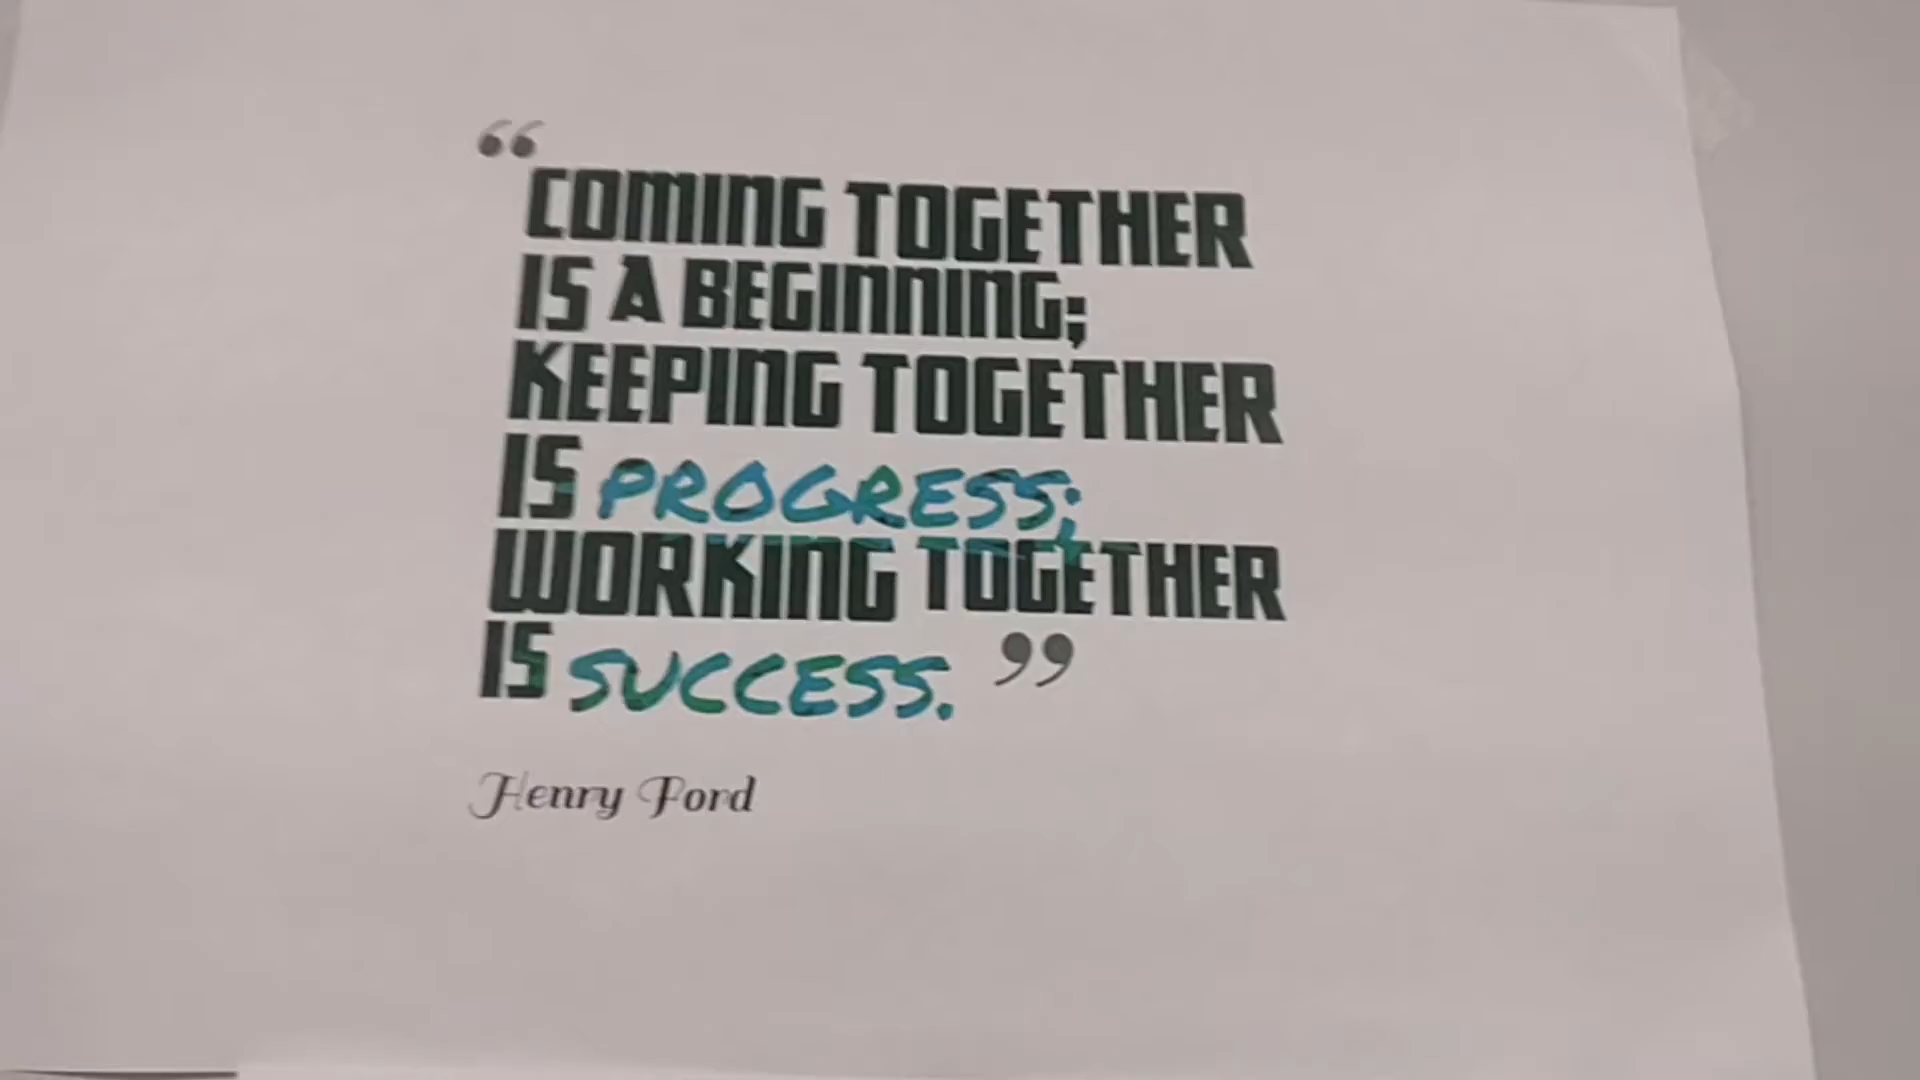 “
COMING TOGETHER
IS A BEGINNING;
KEEPING TOGETHER
IS PROGRESS;
WORKING TOGETHER
IS SUCCESS. ”
Henry Ford